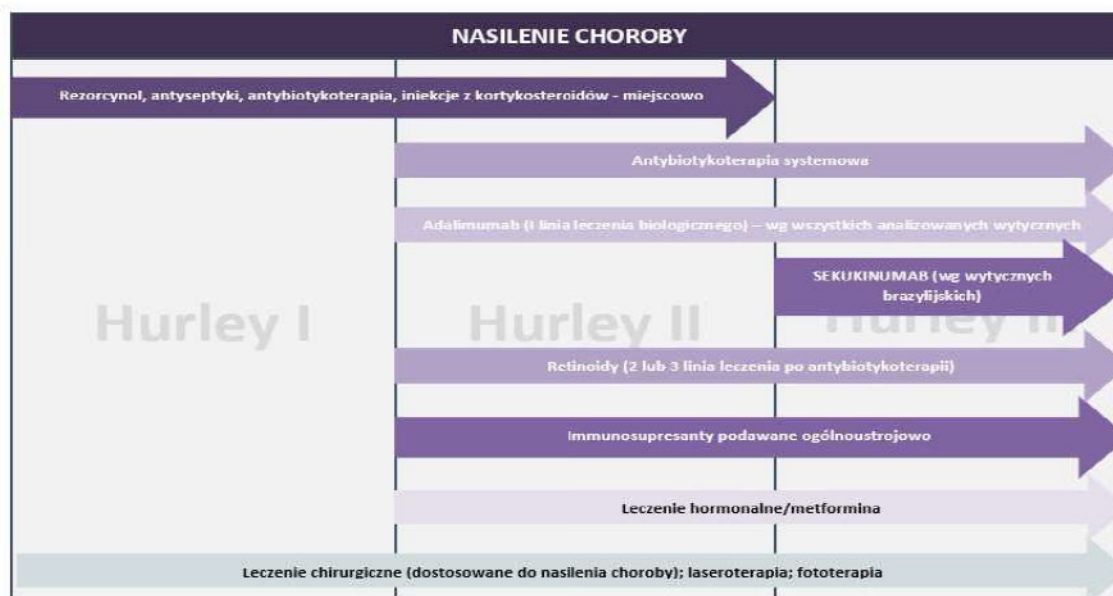 NASILENIE CHOROBY
Rezorcynol, antyseptyki, antybiotykoterapia, iniekcje z kortykosteroidów - miejscowo
Antybiotykoterapia systemowa
Adalimumab (I linia leczenia biologicznego) – wg wszystkich analizowanych wytycznych
SEKUKINUMAB (wg wytycznych
brazylijskich)
Hurley I
Hurley II
Hurley II
Retinoidy (2 lub 3 linia leczenia po antybiotykoterapii)
Immunosupresanty podawane ogólnoustrojowo
Leczenie hormonalne/metformina
Leczenie chirurgiczne (dostosowane do nasilenia choroby); laseroterapia; fototerapia